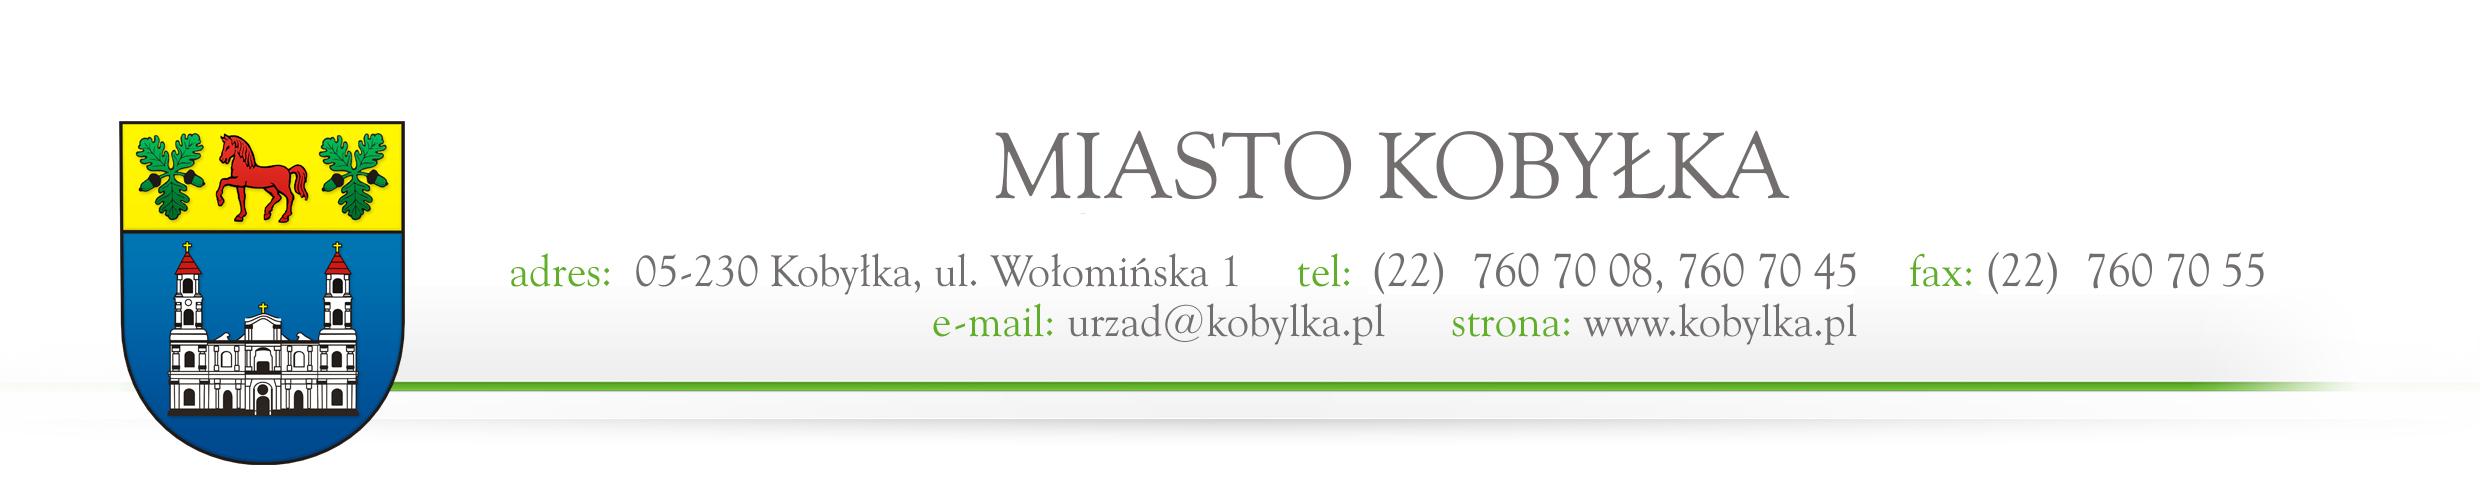 MIASTO KOBYŁKA
adres: 05-230 Kobyłka, ul. Wołomińska 1 tel: (22) 760 70 08, 760 70 45 fax: (22) 760 70 55
e-mail: urzad@kobylka.pl strona: www.kobylka.pl